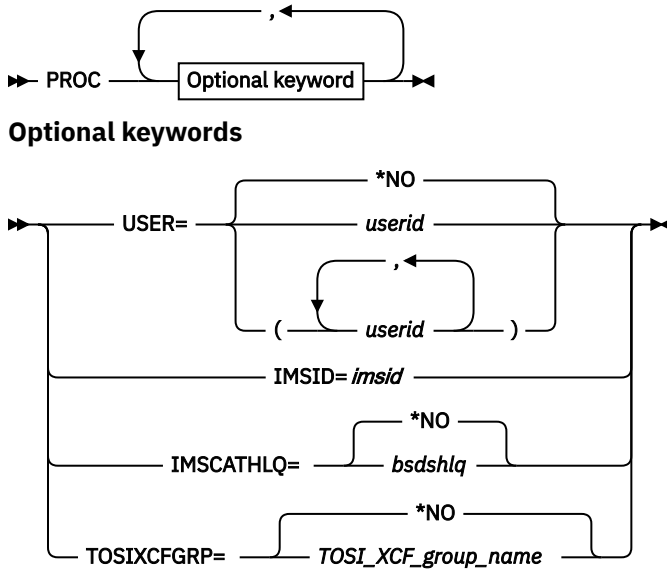 ,
PROC Optional keyword
Optional keywords
*NO
USER= userid
,
( userid )
IMSID= imsid
*NO
IMSCATHLQ= bsdshlq
*NO
TOSIXCFGRP= TOSI_XCF_group_name